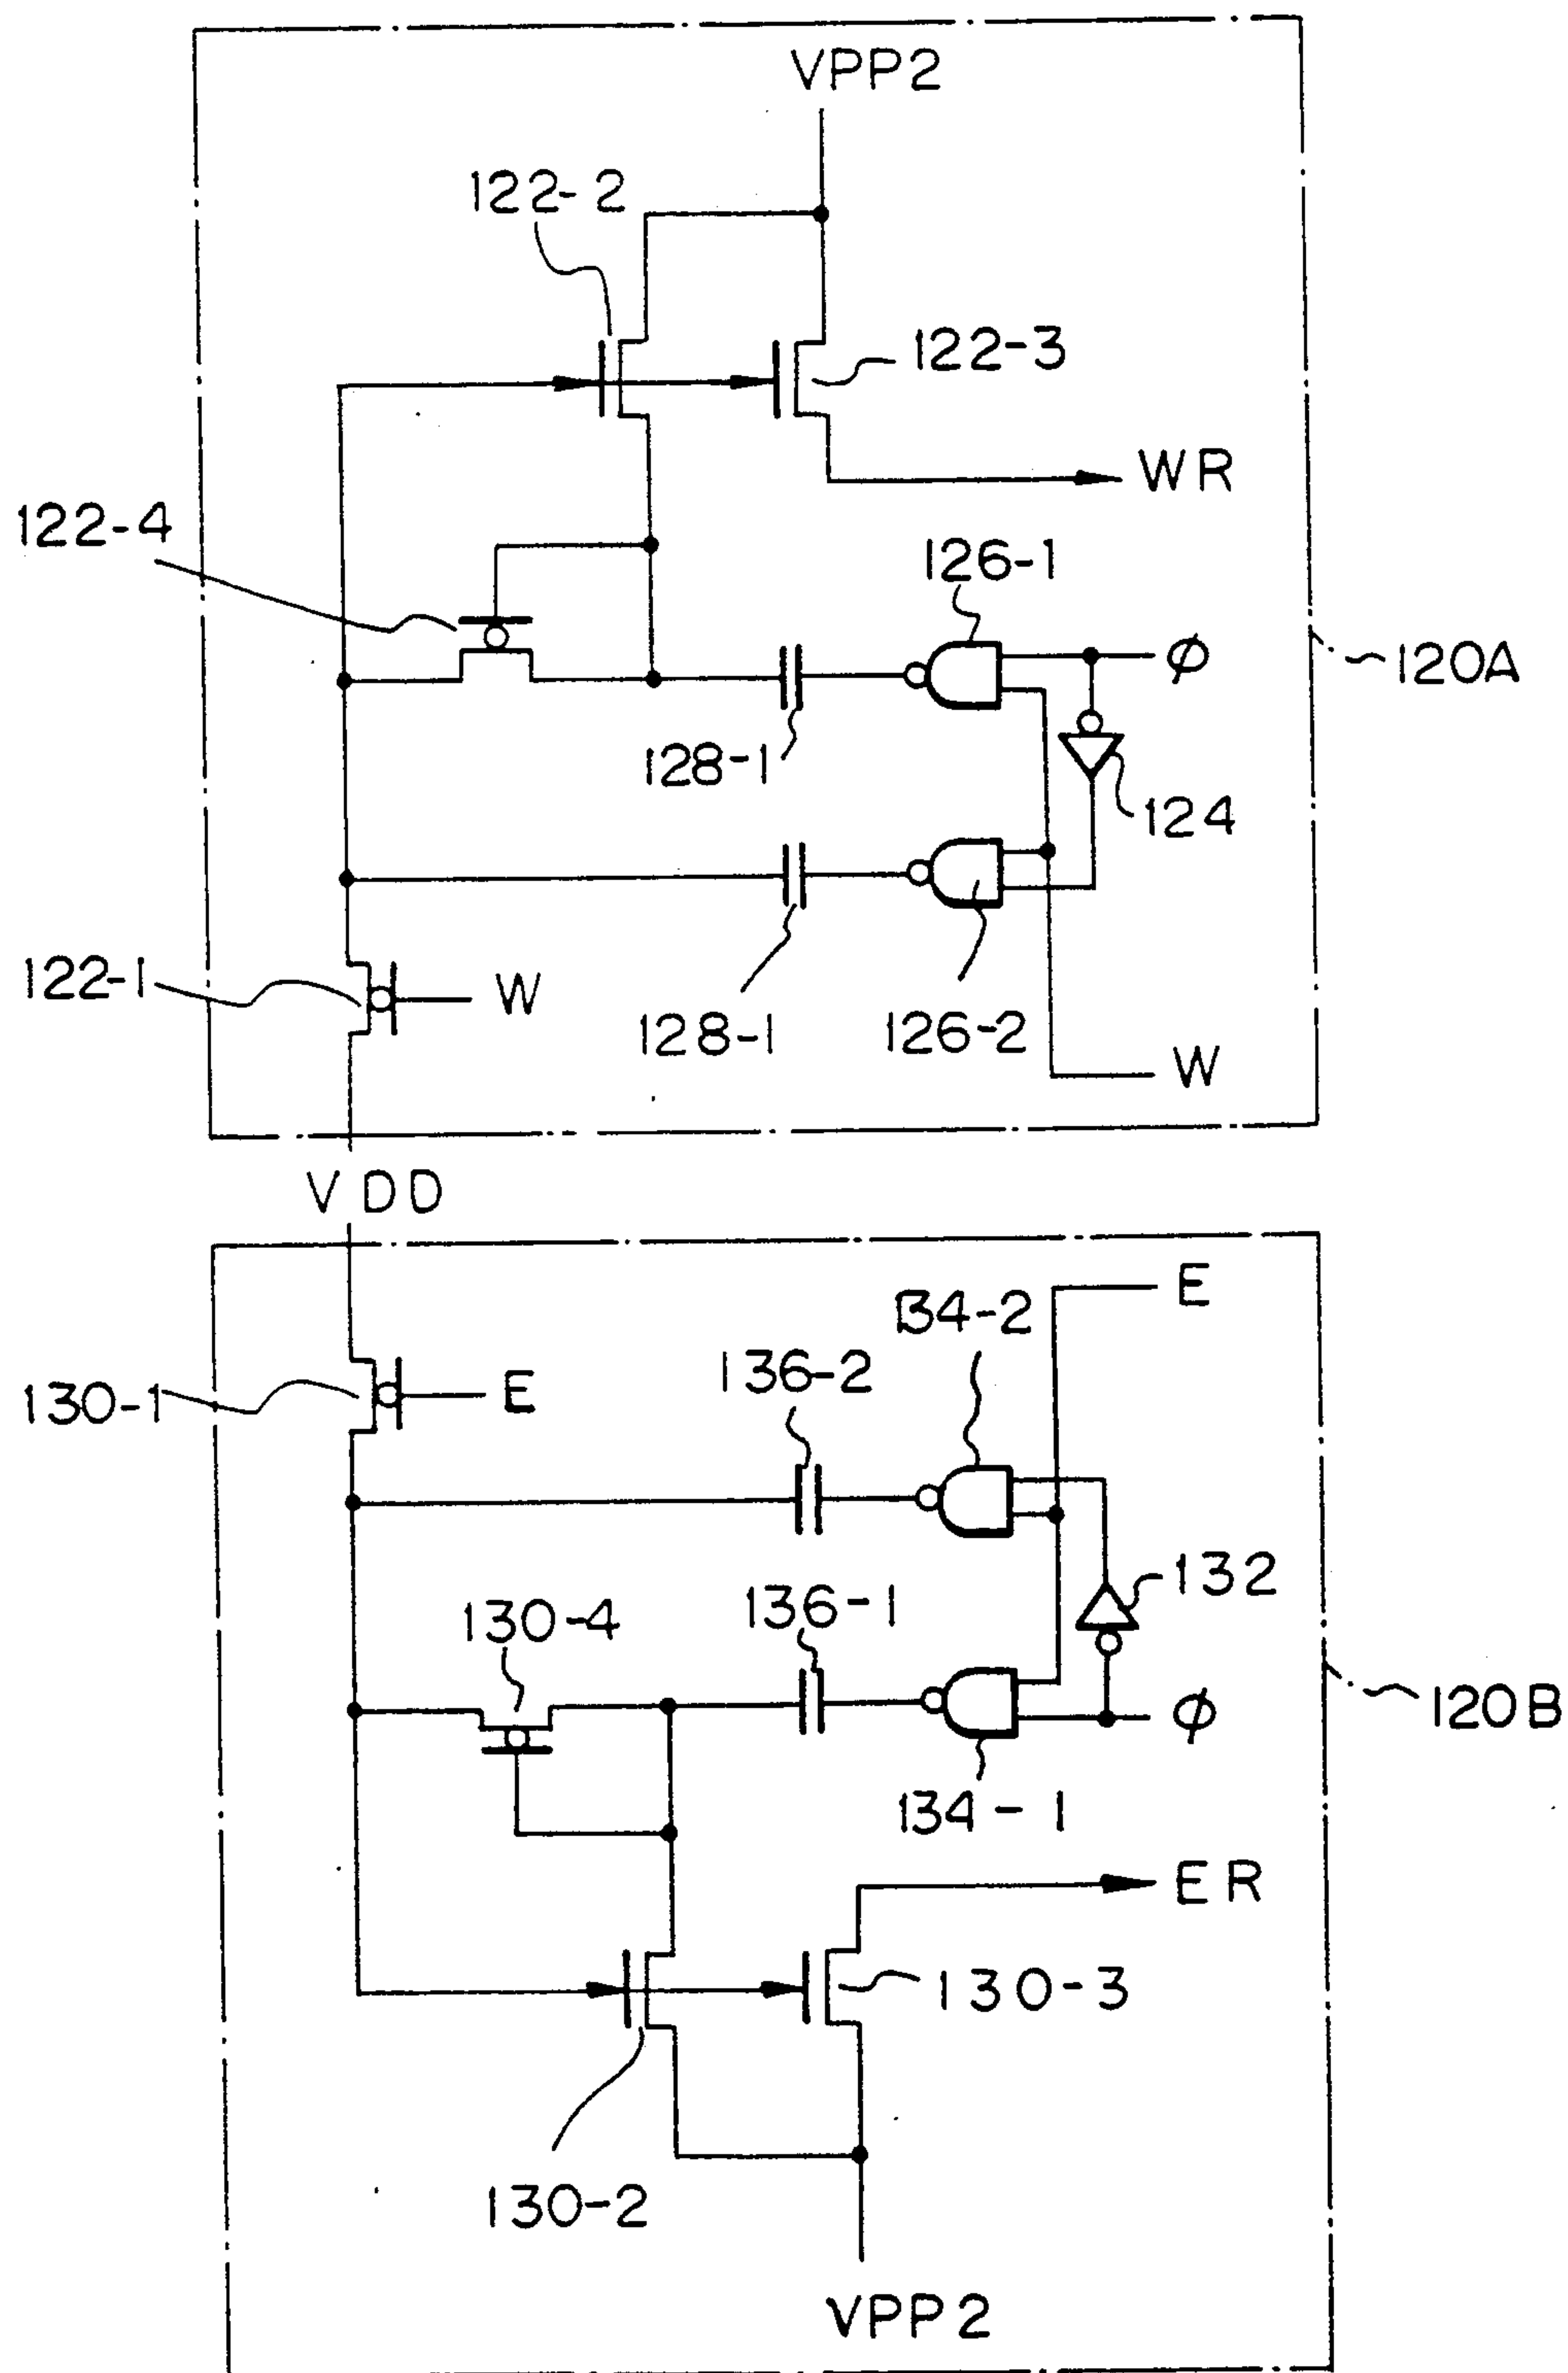 VPP2
122-2
122-3
WR
122-4
126-1
φ
120A
128-1
124
122-1
W
128-1
126-2
W
VDD
E
134-2
136-2
130-1
E
132
136-1
130-4
φ
120B
134-1
ER
130-3
130-2
VPP2